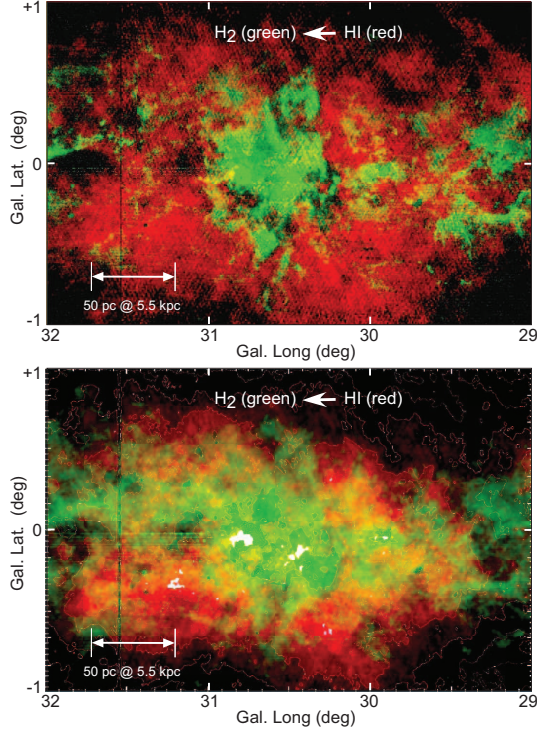 +1
H2 (green) ← HI (red)
Gal. Lat. (deg)
0
50 pc @ 5.5 kpc
-1
32 31 30 29
Gal. Long (deg)
+1
H2 (green) ← HI (red)
Gal. Lat. (deg)
0
50 pc @ 5.5 kpc
-1
32 31 30 29
Gal. Long (deg)